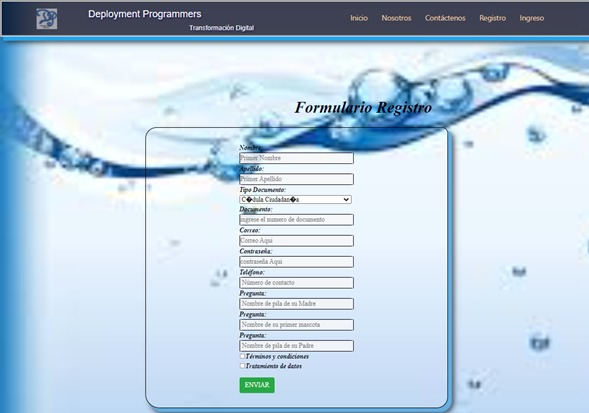 Deployment Programmers
Transformación Digital
Inicio Nosotros Contáctenos Registro Ingreso
Formulario Registro
Nombre:
Primer Nombre
Apellido:
Primer Apellido
Tipo Documento:
C�dula Ciudadan�a
Documento:
ingrese el numero de documento
Correo:
Correo Aqui
Contraseña:
contraseña Aqui
Teléfono:
Número de contacto
Pregunta:
Nombre de pila de su Madre
Pregunta:
Nombre de su primer mascota
Pregunta:
Nombre de pila de su Padre
Términos y condiciones
Tratamiento de datos
ENVIAR